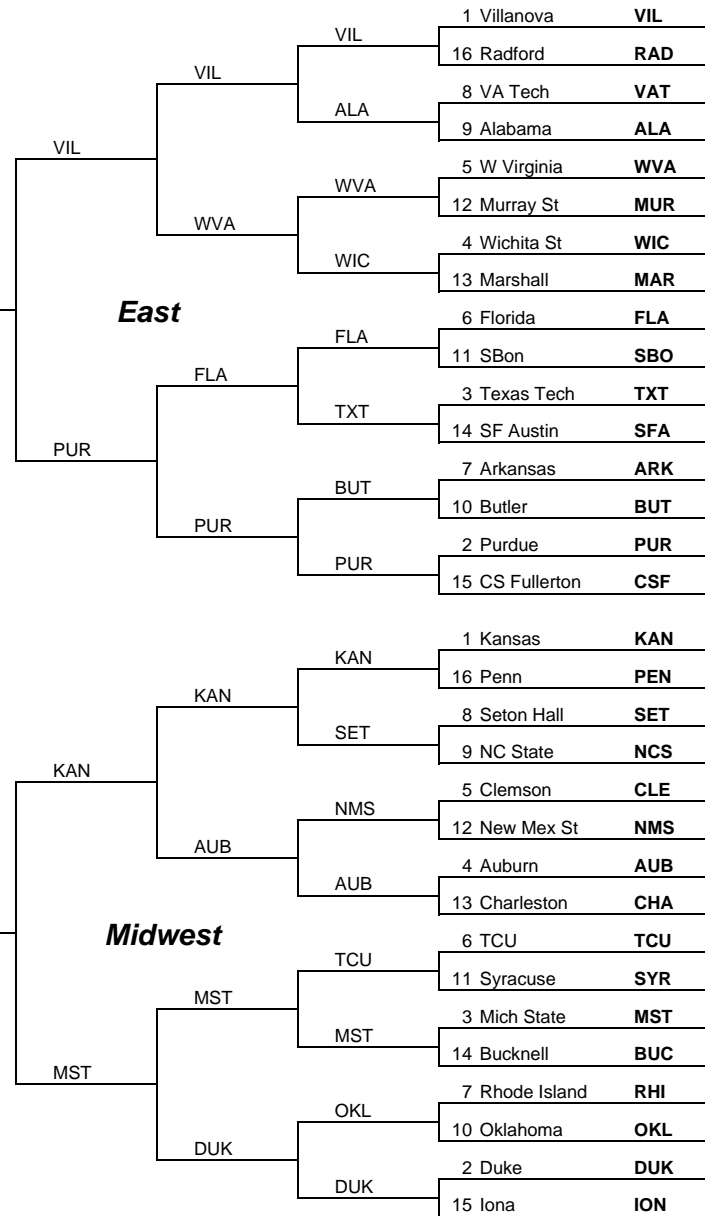 1 Villanova VIL
VIL
16 Radford RAD
VIL
8 VA Tech VAT
ALA
9 Alabama ALA
VIL
5 W Virginia WVA
WVA
12 Murray St MUR
WVA
4 Wichita St WIC
WIC
13 Marshall MAR
East
6 Florida FLA
FLA
11 SBon SBO
FLA
3 Texas Tech TXT
TXT
14 SF Austin SFA
PUR
7 Arkansas ARK
BUT
10 Butler BUT
PUR
2 Purdue PUR
PUR
15 CS Fullerton CSF
1 Kansas KAN
KAN
16 Penn PEN
KAN
8 Seton Hall SET
SET
9 NC State NCS
KAN
5 Clemson CLE
NMS
12 New Mex St NMS
AUB
4 Auburn AUB
AUB
13 Charleston CHA
Midwest
6 TCU TCU
TCU
11 Syracuse SYR
MST
3 Mich State MST
MST
14 Bucknell BUC
MST
7 Rhode Island RHI
OKL
10 Oklahoma OKL
DUK
2 Duke DUK
DUK
15 Iona ION